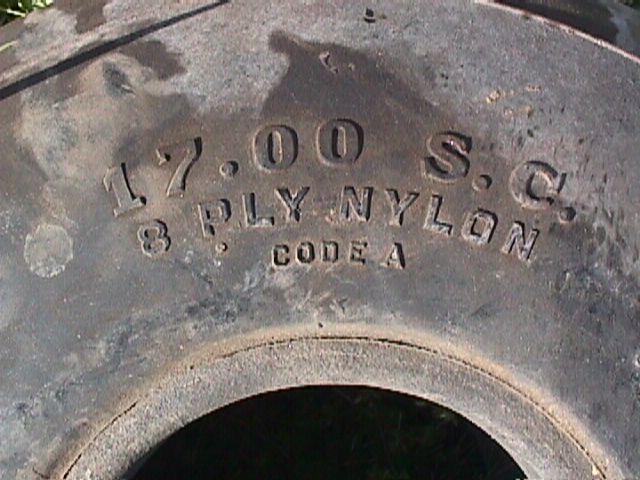 17.00 S.C.
8 PLY NYLON
CODE A